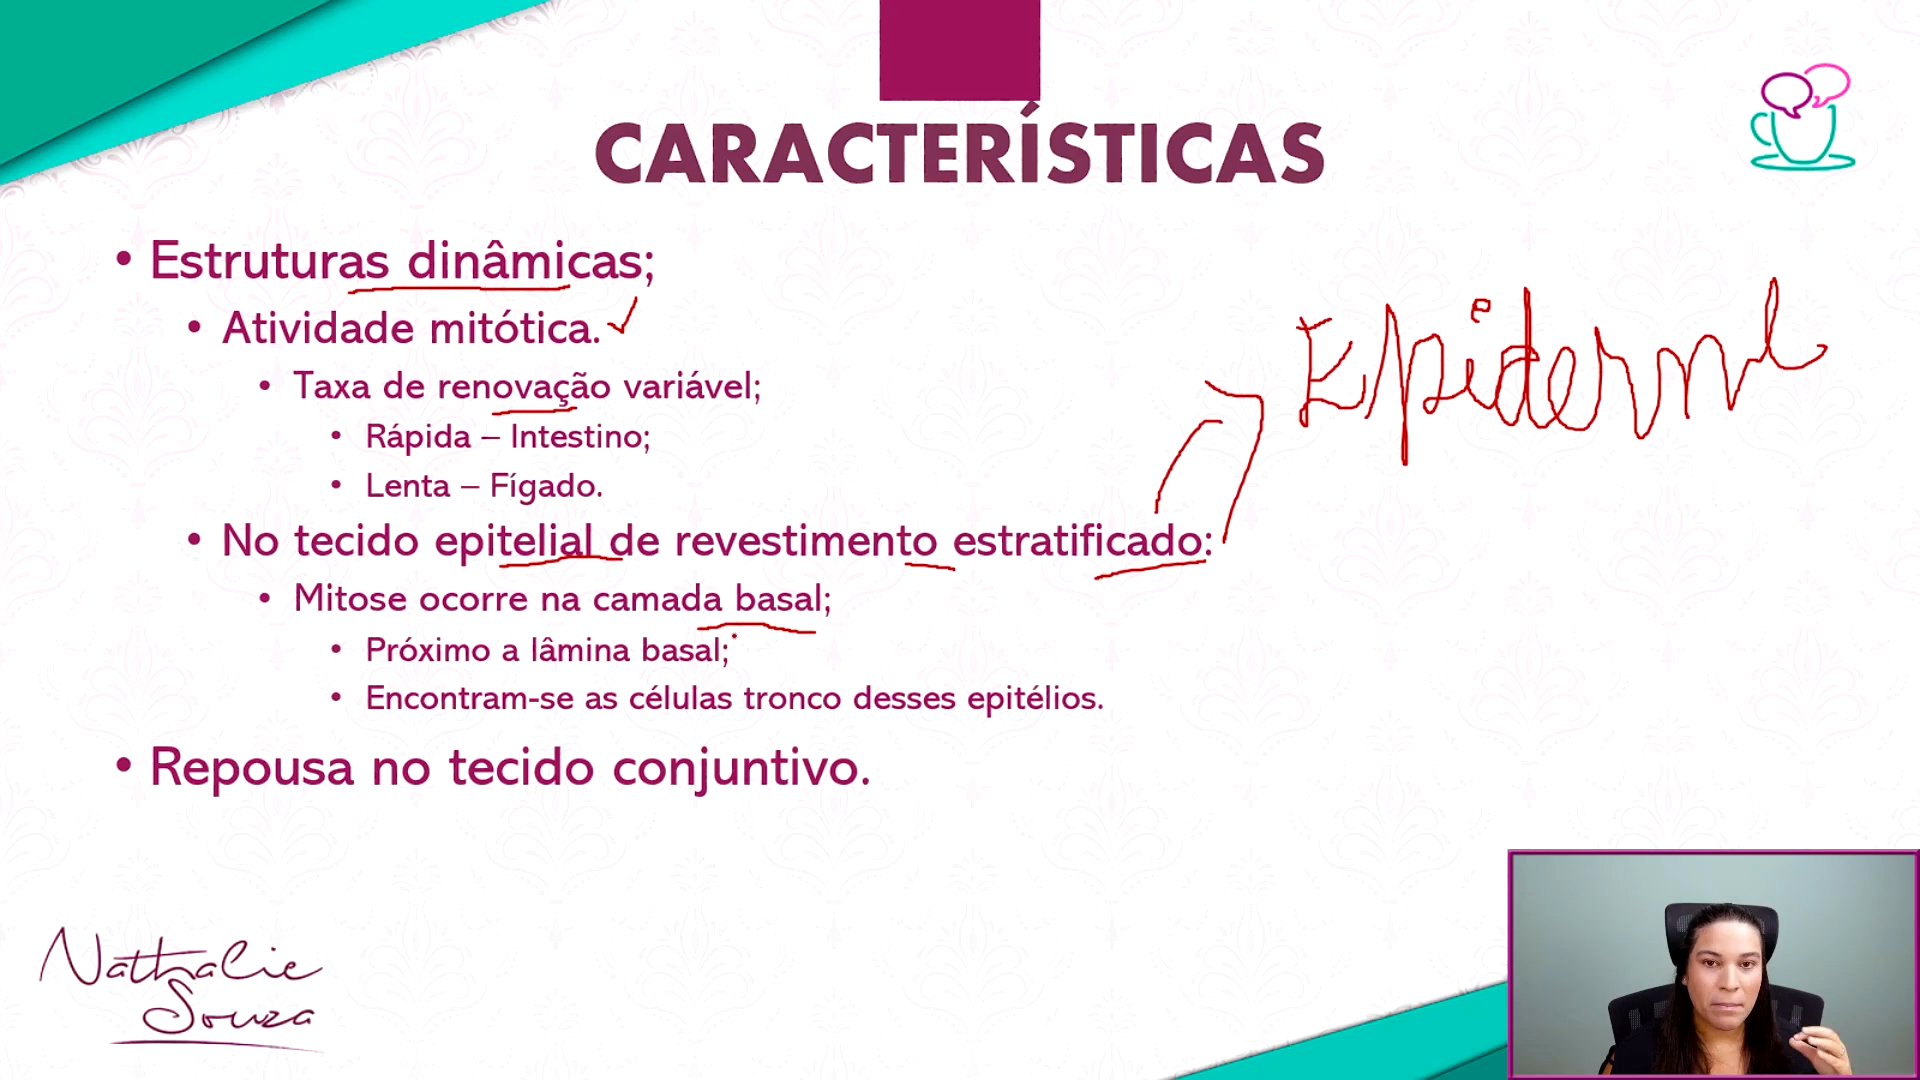 CARACTERÍSTICAS
• Estruturas dinâmicas;
• Atividade mitótica.
• Taxa de renovação variável;
• Rápida – Intestino;
• Lenta – Fígado.
• No tecido epitelial de revestimento estratificado:
• Mitose ocorre na camada basal;
• Próximo a lâmina basal;
• Encontram-se as células tronco desses epitélios.
• Repousa no tecido conjuntivo.
Nathalie
Souza